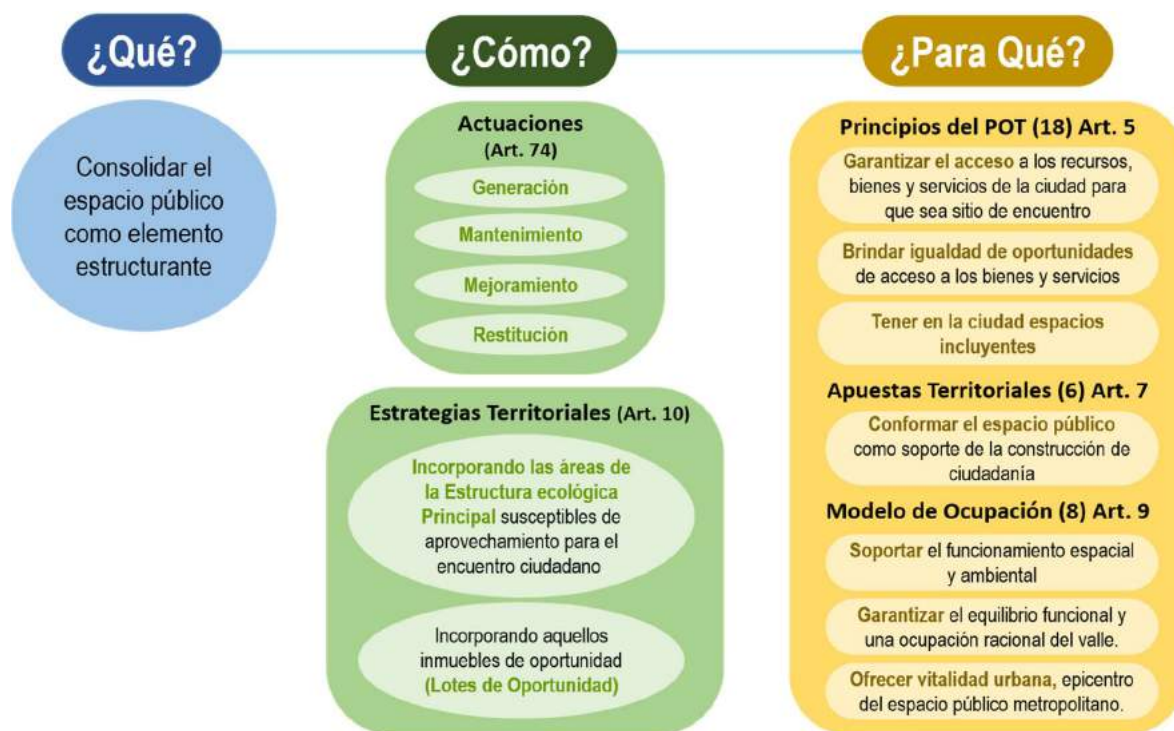 ¿Qué?
Consolidar el
espacio público
como elemento
estructurante
¿Cómo?
Actuaciones
(Art. 74)
Generación
Mantenimiento
Mejoramiento
Restitución
Estrategias Territoriales (Art. 10)
Incorporando las áreas de
la Estructura ecológica
Principal susceptibles de
aprovechamiento para el
encuentro ciudadano
Incorporando aquellos
inmuebles de oportunidad
(Lotes de Oportunidad)
¿Para Qué?
Principios del POT (18) Art. 5
Garantizar el acceso a los recursos,
bienes y servicios de la ciudad para
que sea sitio de encuentro
Brindar igualdad de oportunidades
de acceso a los bienes y servicios
Tener en la ciudad espacios
incluyentes
Apuestas Territoriales (6) Art. 7
Conformar el espacio público
como soporte de la construcción de
ciudadanía
Modelo de Ocupación (8) Art. 9
Soportar el funcionamiento espacial
y ambiental
Garantizar el equilibrio funcional y
una ocupación racional del valle.
Ofrecer vitalidad urbana, epicentro
del espacio público metropolitano.